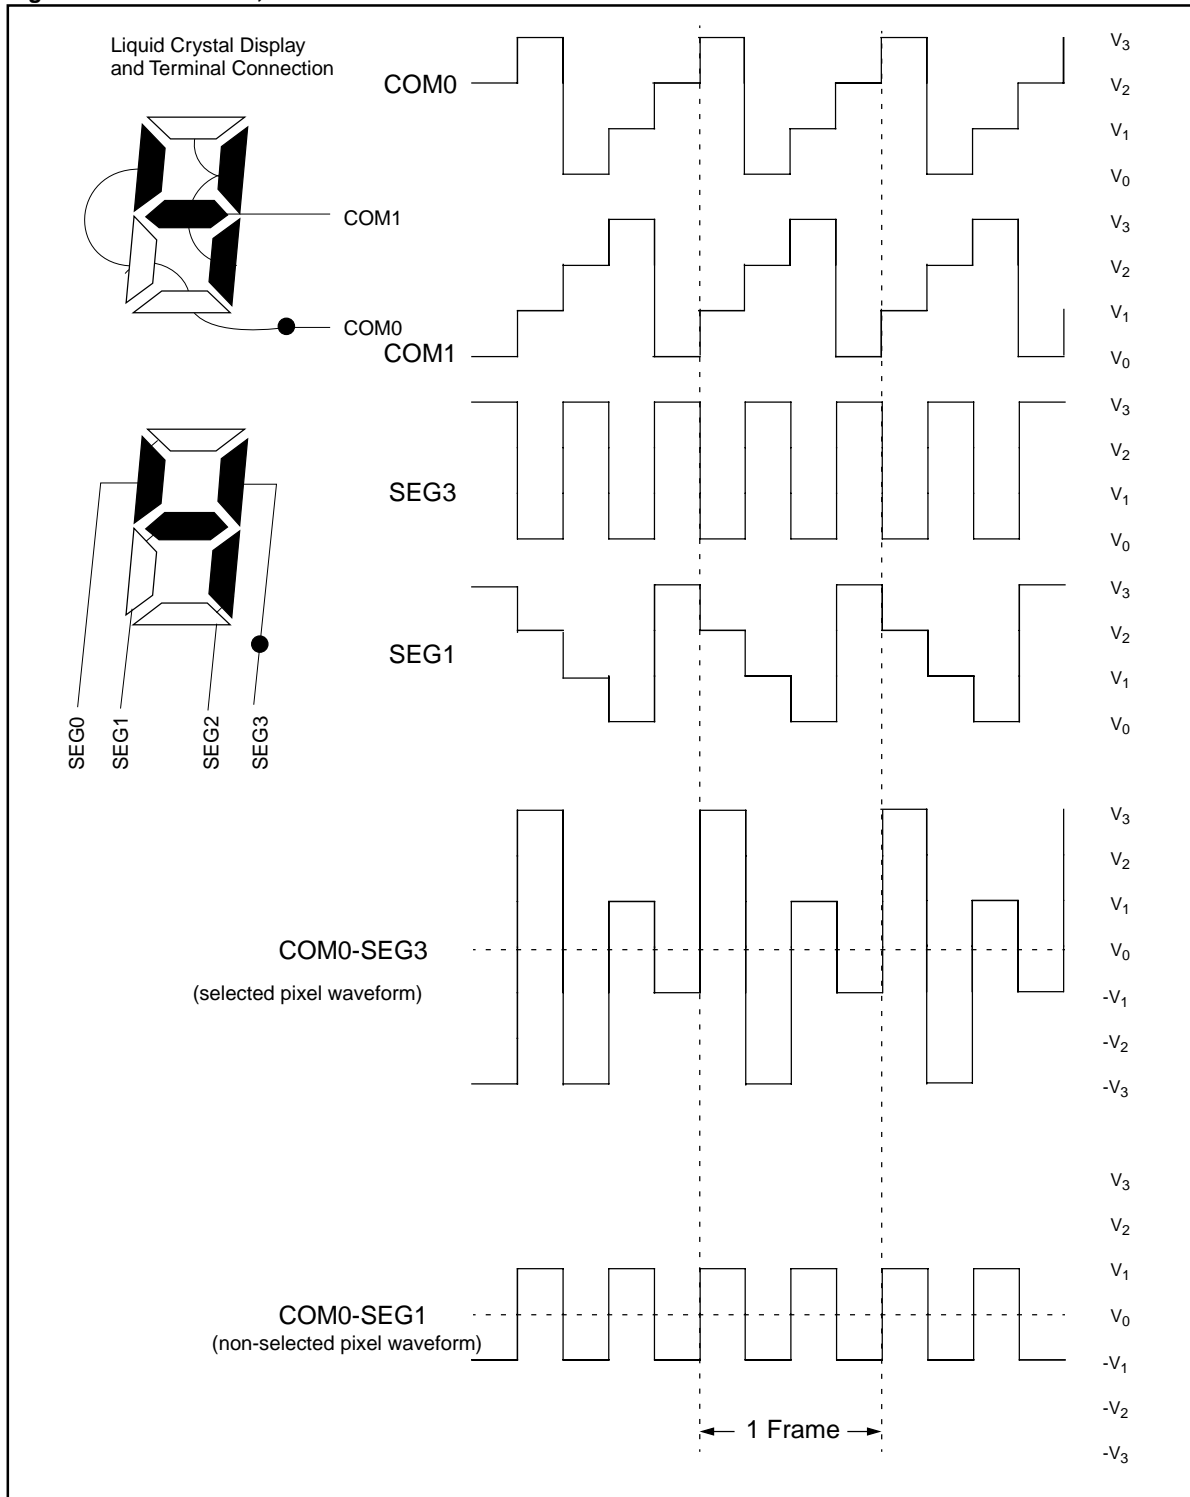 Liquid Crystal Display
and Terminal Connection
COM1
COM0
SEG0
SEG1
SEG2
SEG3
COM0
V3
V2
V1
V0
COM1
V3
V2
V1
V0
SEG3
V3
V2
V1
V0
SEG1
V3
V2
V1
V0
COM0-SEG3
(selected pixel waveform)
V3
V2
V1
V0
-V1
-V2
-V3
COM0-SEG1
(non-selected pixel waveform)
V3
V2
V1
V0
-V1
-V2
-V3
1 Frame